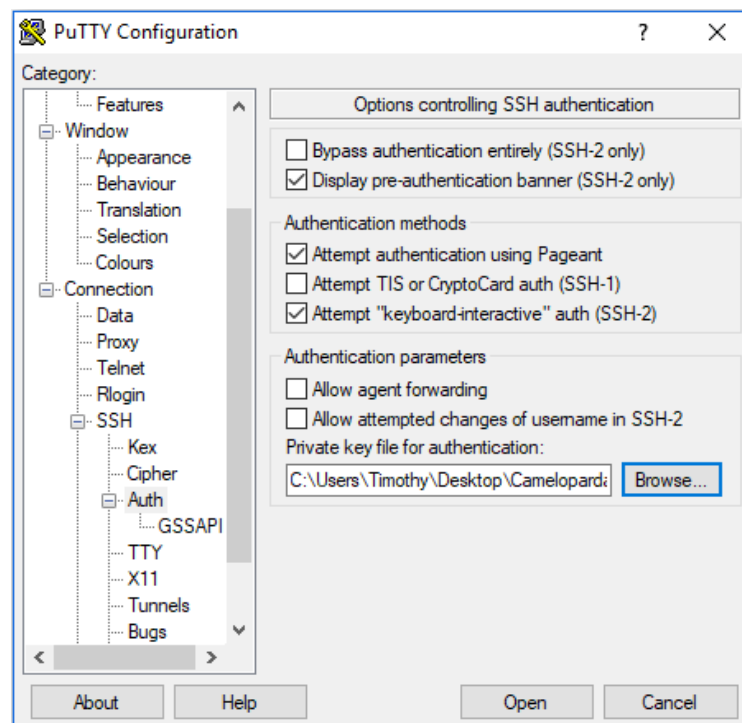 PuTTY Configuration
?
Category:
Features
Window
Appearance
Behaviour
Translation
Selection
Colours
Connection
Data
Proxy
Telnet
Rlogin
SSH
Kex
Cipher
Auth
GSSAPI
TTY
X11
Tunnels
Bugs
Options controlling SSH authentication
Bypass authentication entirely (SSH-2 only)
Display pre-authentication banner (SSH-2 only)
Authentication methods
Attempt authentication using Pageant
Attempt TIS or CryptoCard auth (SSH-1)
Attempt "keyboard-interactive" auth (SSH-2)
Authentication parameters
Allow agent forwarding
Allow attempted changes of username in SSH-2
Private key file for authentication:
C:\Users\Timothy\Desktop\Cameloparda Browse...
About Help Open Cancel